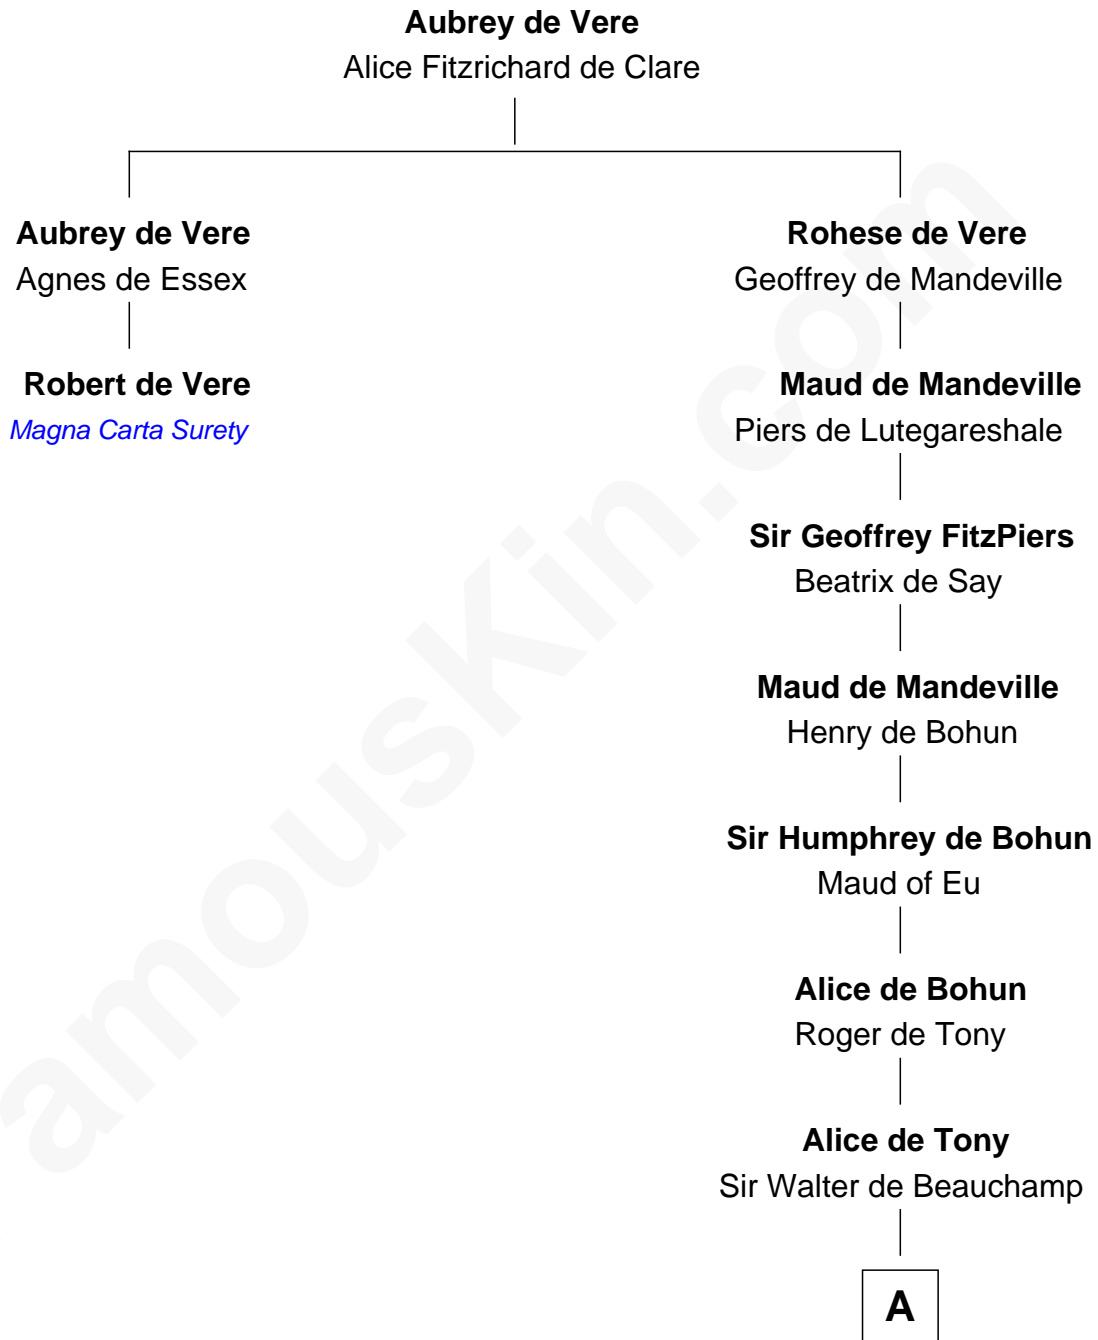 Aubrey de Vere
Alice Fitzrichard de Clare
Aubrey de Vere
Agnes de Essex
Robert de Vere
Magna Carta Surety
Rohese de Vere
Geoffrey de Mandeville
Maud de Mandeville
Piers de Lutegareshale
Sir Geoffrey FitzPiers
Beatrix de Say
Maud de Mandeville
Henry de Bohun
Sir Humphrey de Bohun
Maud of Eu
Alice de Bohun
Roger de Tony
Alice de Tony
Sir Walter de Beauchamp
A
amouskin.com